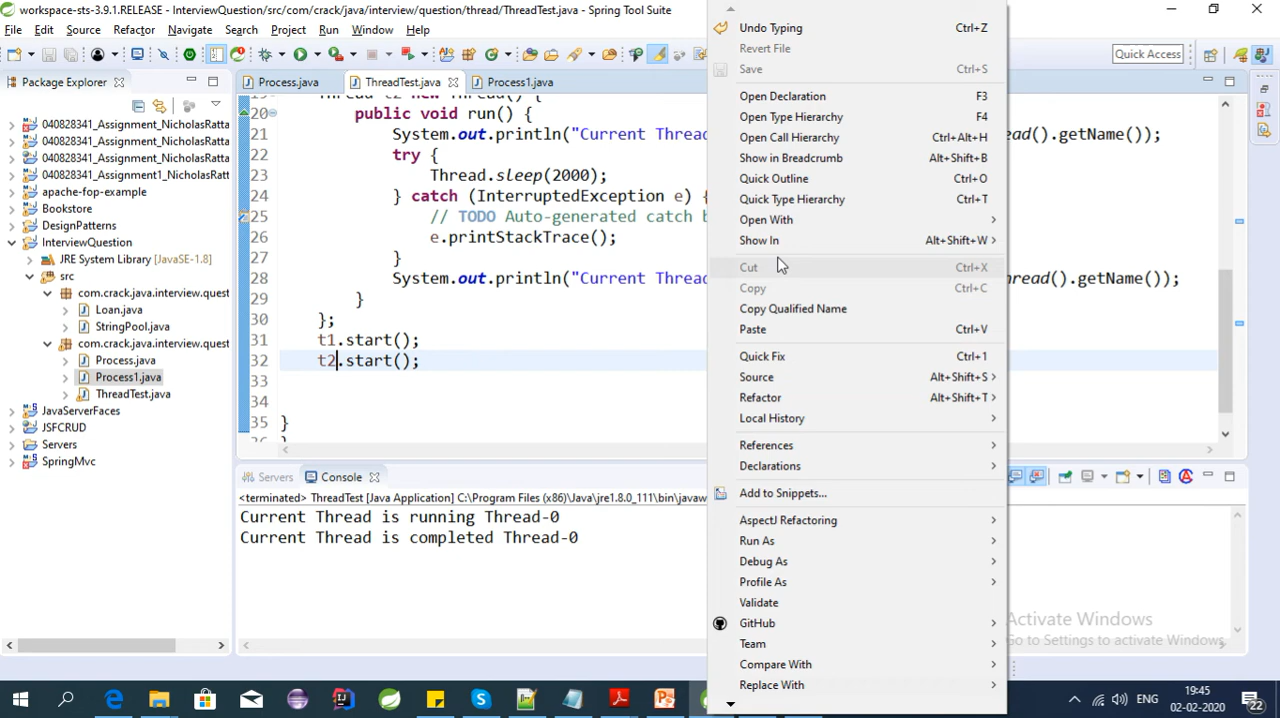 workspace-sts-3.9.1.RELEASE - InterviewQuestion/src/com/crack/java/interview/question/thread/ThreadTest.java - Spring Tool Suite
File Edit Source Refactor Navigate Search Project Run Window Help
Quick Access
Package Explorer
Process.java
ThreadTest.java
Process1.java
040828341_Assignment_NicholasRatta
040828341_Assignment_NicholasRatta
040828341_Assignment_NicholasRatta
040828341_Assignment1_NicholasRatta
apache-fop-example
Bookstore
DesignPatterns
InterviewQuestion
JRE System Library [JavaSE-1.8]
src
com.crack.java.interview.quest
Loan.java
StringPool.java
com.crack.java.interview.quest
Process.java
Process1.java
ThreadTest.java
JavaServerFaces
JSFCRUD
Servers
SpringMvc
Thread t2 new Thread() {
20 public void run() {
21 System.out.println("Current Thread
read().getName());
22 try {
23 Thread.sleep(2000);
24 } catch (InterruptedException e) {
25 // TODO Auto-generated catch b
26 e.printStackTrace();
27 }
28 System.out.println("Current Thread
hread().getName());
29 }
30 };
31 t1.start();
32 t2.start();
33
34
35 }
Servers
Console
<terminated> ThreadTest [Java Application] C:\Program Files (x86)\Java\jre1.8.0_111\bin\javaw
Current Thread is running Thread-0
Current Thread is completed Thread-0
Undo Typing Ctrl+Z
Revert File
Save Ctrl+S
Open Declaration F3
Open Type Hierarchy F4
Open Call Hierarchy Ctrl+Alt+H
Show in Breadcrumb Alt+Shift+B
Quick Outline Ctrl+O
Quick Type Hierarchy Ctrl+T
Open With
Show In Alt+Shift+W
Cut Ctrl+X
Copy Ctrl+C
Copy Qualified Name
Paste Ctrl+V
Quick Fix Ctrl+1
Source Alt+Shift+S
Refactor Alt+Shift+T
Local History
References
Declarations
Add to Snippets...
AspectJ Refactoring
Run As
Debug As
Profile As
Validate
GitHub
Team
Compare With
Replace With
Activate Windows
Go to Settings to activate Windows.
ENG
19:45
02-02-2020
22